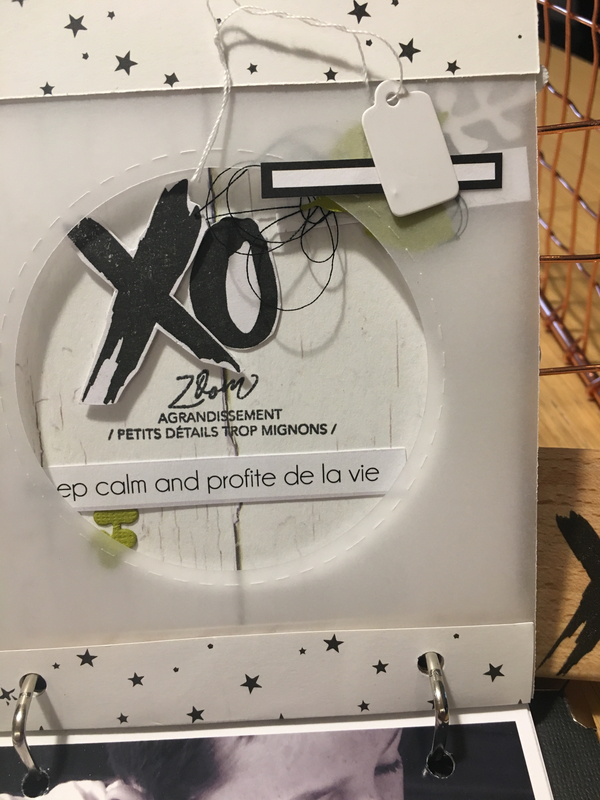 XO
Zoom
AGRANDISSEMENT
/ PETITS DÉTAILS TROP MIGNONS /
ep calm and profite de la vie